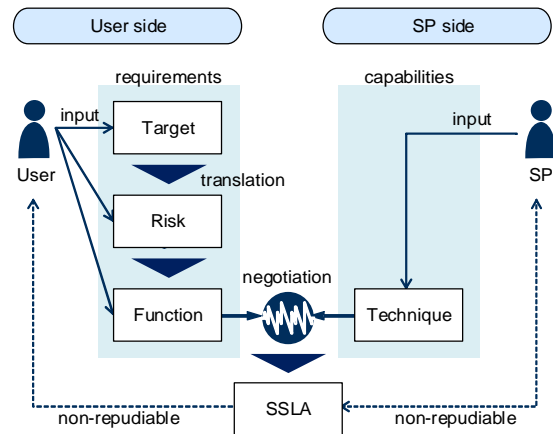 User side
SP side
requirements
capabilities
input
Target
input
User
SP
translation
Risk
negotiation
Function
Technique
non-repudiable
SSLA
non-repudiable